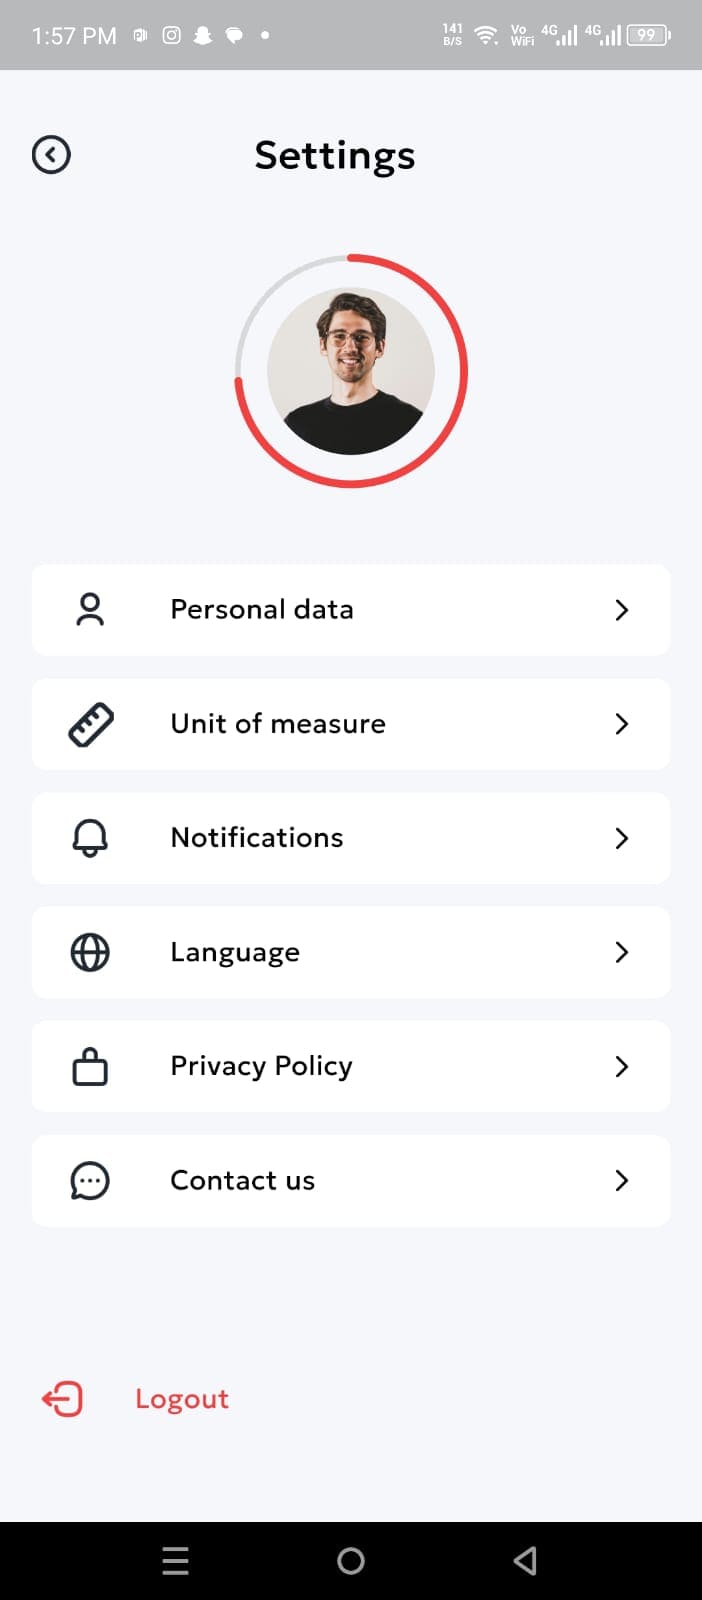 1:57 PM 141 B/S Vo WiFi 4G 4G 99
Settings
Personal data
Unit of measure
Notifications
Language
Privacy Policy
Contact us
Logout